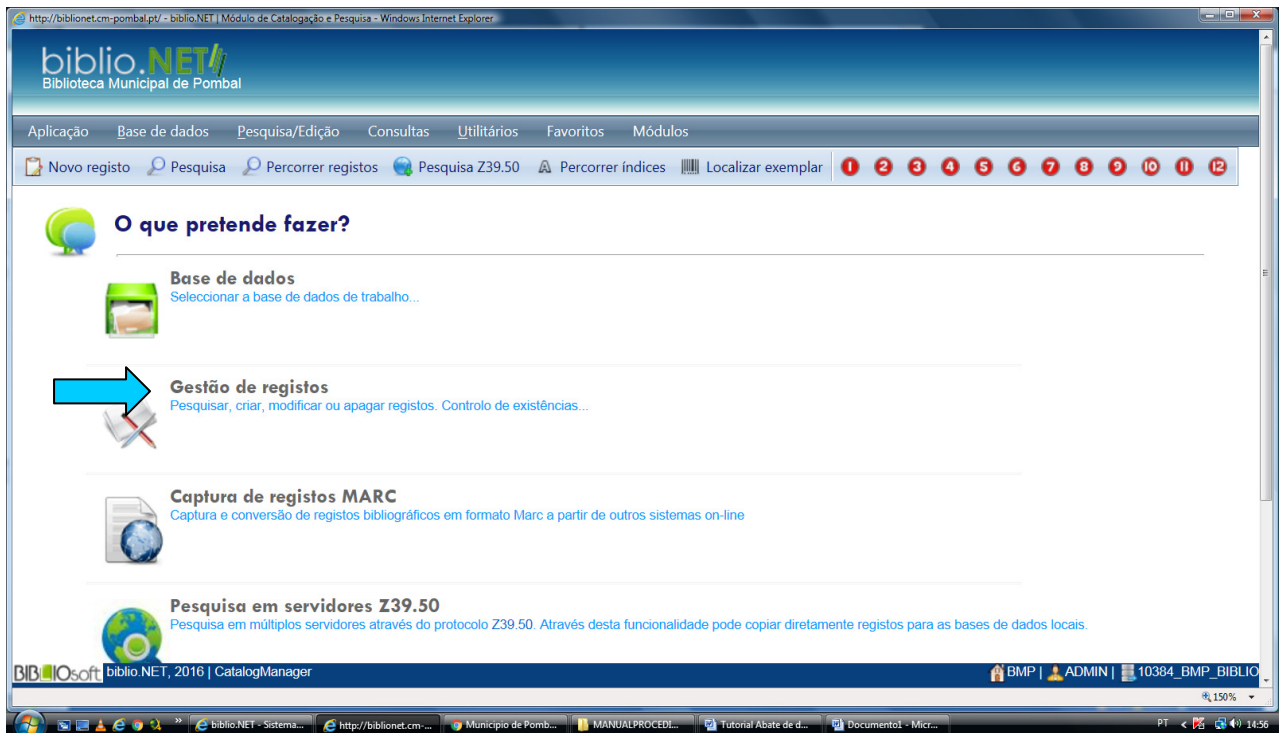 http://biblionet.cm-pombal.pt/ - biblio.NET | Módulo de Catalogação e Pesquisa - Windows Internet Explorer
biblio.NET
Biblioteca Municipal de Pombal
Aplicação Base de dados Pesquisa/Edição Consultas Utilitários Favoritos Módulos
Novo registo Pesquisa Percorrer registos Pesquisa Z39.50 Percorrer índices Localizar exemplar 1 2 3 4 5 6 7 8 9 10 11 12
O que pretende fazer?
Base de dados
Seleccionar a base de dados de trabalho...
Gestão de registos
Pesquisar, criar, modificar ou apagar registos. Controlo de existências...
Captura de registos MARC
Captura e conversão de registos bibliográficos em formato Marc a partir de outros sistemas on-line
Pesquisa em servidores Z39.50
Pesquisa em múltiplos servidores através do protocolo Z39.50. Através desta funcionalidade pode copiar diretamente registos para as bases de dados locais.
BIBLIOsoft biblio.NET, 2016 | CatalogManager BMP | ADMIN | 10384_BMP_BIBLIO
150%
biblio.NET - Sistema... http://biblionet.cm-... Municipio de Pomb... MANUALPROCEDI... Tutorial Abate de d... Documento1 - Micr... PT 14:56